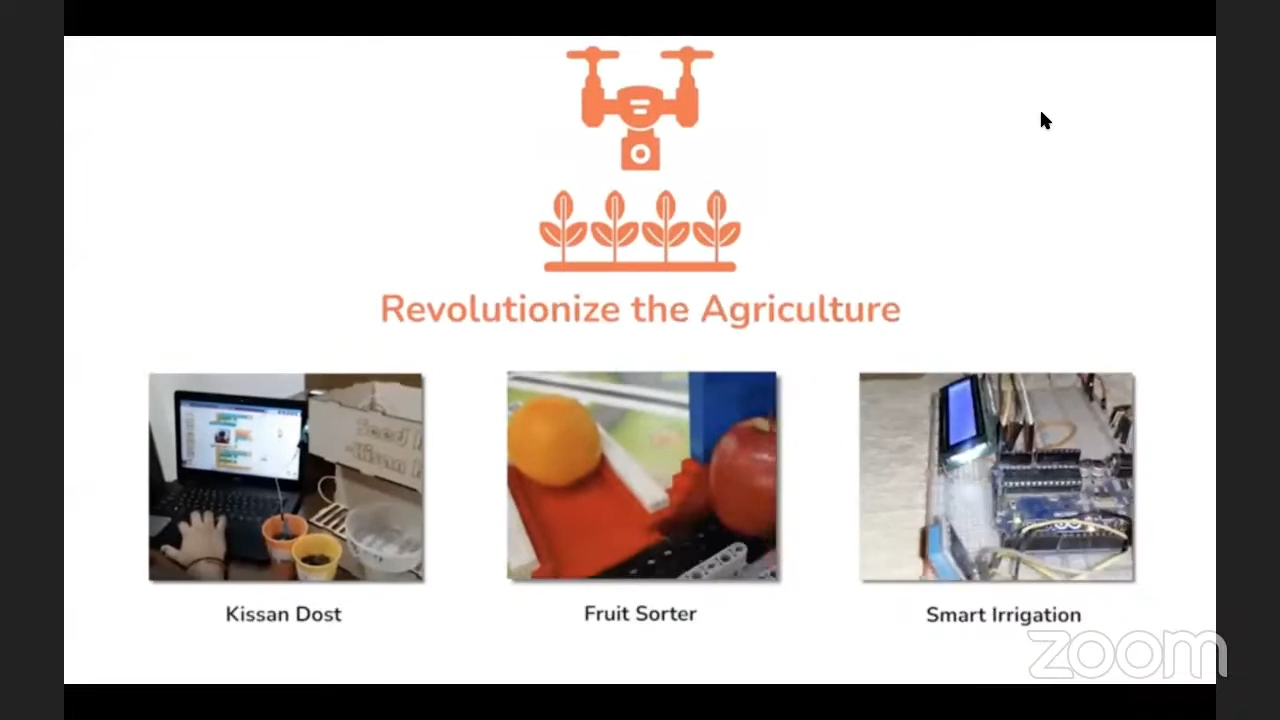 Revolutionize the Agriculture
Kissan Dost
Fruit Sorter
Smart Irrigation
zoom